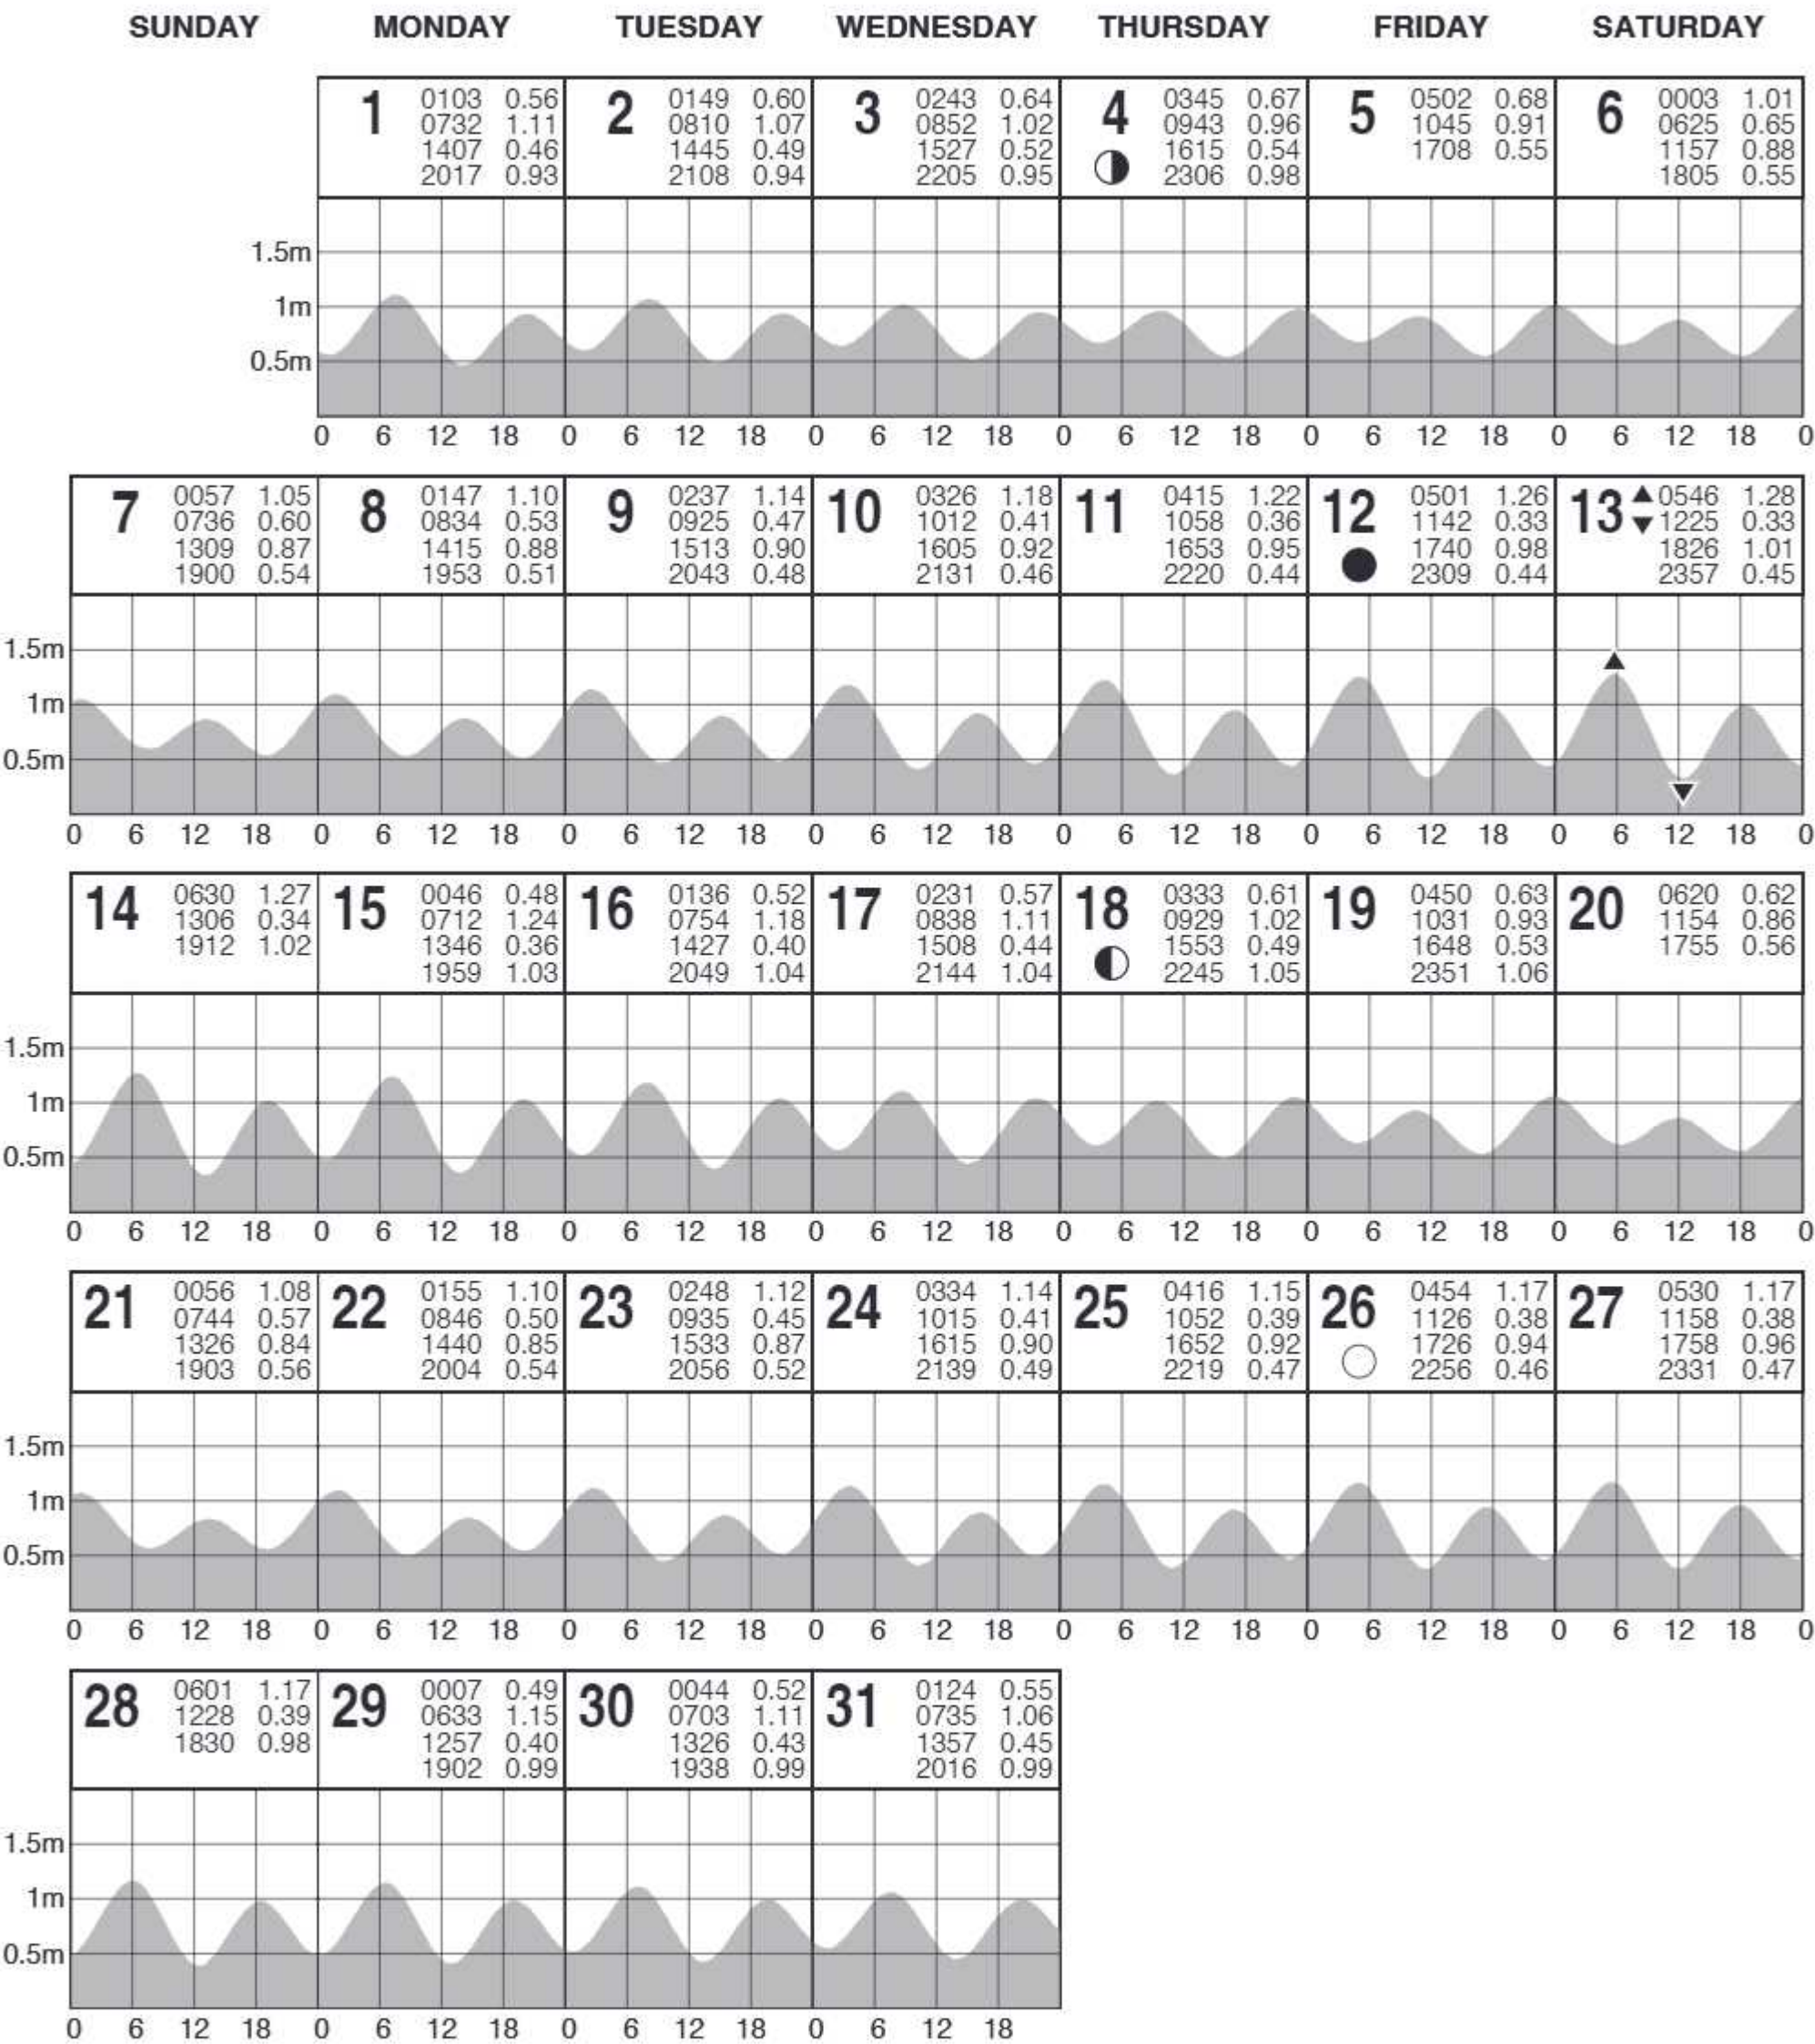 SUNDAY MONDAY TUESDAY WEDNESDAY THURSDAY FRIDAY SATURDAY
1 0103 0.56
0732 1.11
1407 0.46
2017 0.93
2 0149 0.60
0810 1.07
1445 0.49
2108 0.94
3 0243 0.64
0852 1.02
1527 0.52
2205 0.95
4 0345 0.67
0943 0.96
1615 0.54
2306 0.98
5 0502 0.68
1045 0.91
1708 0.55
6 0003 1.01
0625 0.65
1157 0.88
1805 0.55
1.5m
1m
0.5m
0 6 12 18 0 6 12 18 0 6 12 18 0 6 12 18 0 6 12 18 0 6 12 18 0
7 0057 1.05
0736 0.60
1309 0.87
1900 0.54
8 0147 1.10
0834 0.53
1415 0.88
1953 0.51
9 0237 1.14
0925 0.47
1513 0.90
2043 0.48
10 0326 1.18
1012 0.41
1605 0.92
2131 0.46
11 0415 1.22
1058 0.36
1653 0.95
2220 0.44
12 0501 1.26
1142 0.33
1740 0.98
2309 0.44
13 0546 1.28
1225 0.33
1826 1.01
2357 0.45
1.5m
1m
0.5m
0 6 12 18 0 6 12 18 0 6 12 18 0 6 12 18 0 6 12 18 0 6 12 18 0 6 12 18 0
14 0630 1.27
1306 0.34
1912 1.02
15 0046 0.48
0712 1.24
1346 0.36
1959 1.03
16 0136 0.52
0754 1.18
1427 0.40
2049 1.04
17 0231 0.57
0838 1.11
1508 0.44
2144 1.04
18 0333 0.61
0929 1.02
1553 0.49
2245 1.05
19 0450 0.63
1031 0.93
1648 0.53
2351 1.06
20 0620 0.62
1154 0.86
1755 0.56
1.5m
1m
0.5m
0 6 12 18 0 6 12 18 0 6 12 18 0 6 12 18 0 6 12 18 0 6 12 18 0 6 12 18 0
21 0056 1.08
0744 0.57
1326 0.84
1903 0.56
22 0155 1.10
0846 0.50
1440 0.85
2004 0.54
23 0248 1.12
0935 0.45
1533 0.87
2056 0.52
24 0334 1.14
1015 0.41
1615 0.90
2139 0.49
25 0416 1.15
1052 0.39
1652 0.92
2219 0.47
26 0454 1.17
1126 0.38
1726 0.94
2256 0.46
27 0530 1.17
1158 0.38
1758 0.96
2331 0.47
1.5m
1m
0.5m
0 6 12 18 0 6 12 18 0 6 12 18 0 6 12 18 0 6 12 18 0 6 12 18 0 6 12 18 0
28 0601 1.17
1228 0.39
1830 0.98
29 0007 0.49
0633 1.15
1257 0.40
1902 0.99
30 0044 0.52
0703 1.11
1326 0.43
1938 0.99
31 0124 0.55
0735 1.06
1357 0.45
2016 0.99
1.5m
1m
0.5m
0 6 12 18 0 6 12 18 0 6 12 18 0 6 12 18